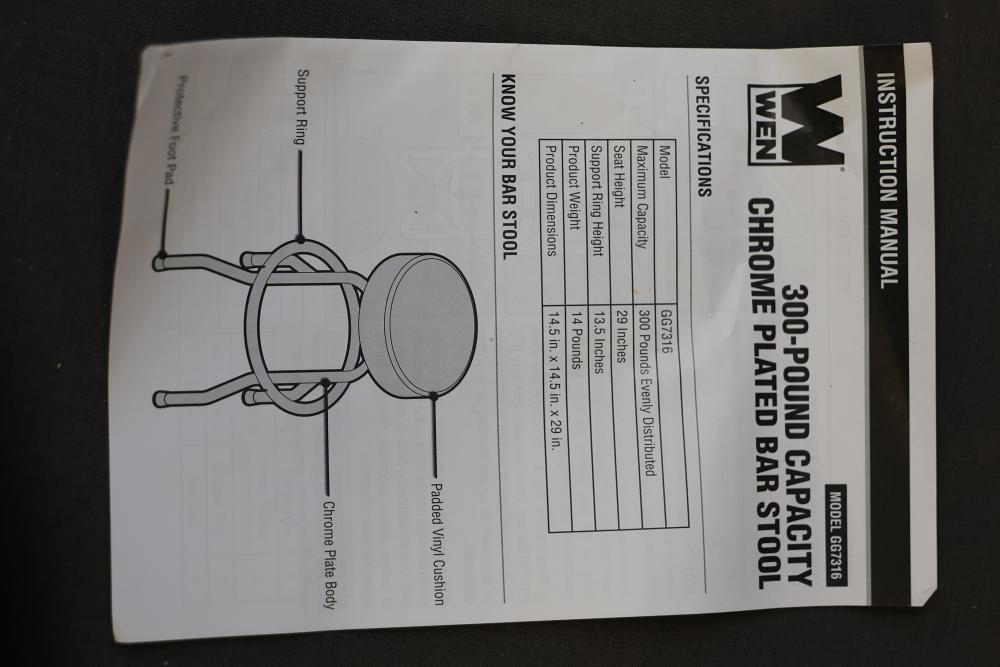 INSTRUCTION MANUAL
WEN®
MODEL GG7316
300-POUND CAPACITY
CHROME PLATED BAR STOOL
SPECIFICATIONS
Model GG7316
Maximum Capacity 300 Pounds Evenly Distributed
Seat Height 29 Inches
Support Ring Height 13.5 Inches
Product Weight 14 Pounds
Product Dimensions 14.5 in. x 14.5 in. x 29 in.
KNOW YOUR BAR STOOL
Padded Vinyl Cushion
Chrome Plate Body
Support Ring
Protective Foot Pad